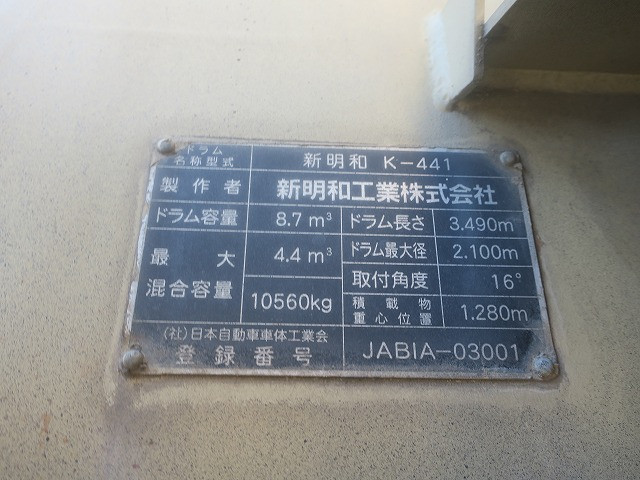 ドラム
名称型式 新明和 K-441
製作者 新明和工業株式会社
ドラム容量 8.7 m³ ドラム長さ 3.490m
最大混合容量 4.4 m³ ドラム最大径 2.100m
10560kg 取付角度 16°
積載物重心位置 1.280m
(社)日本自動車車体工業会
登録番号 JABIA-03001